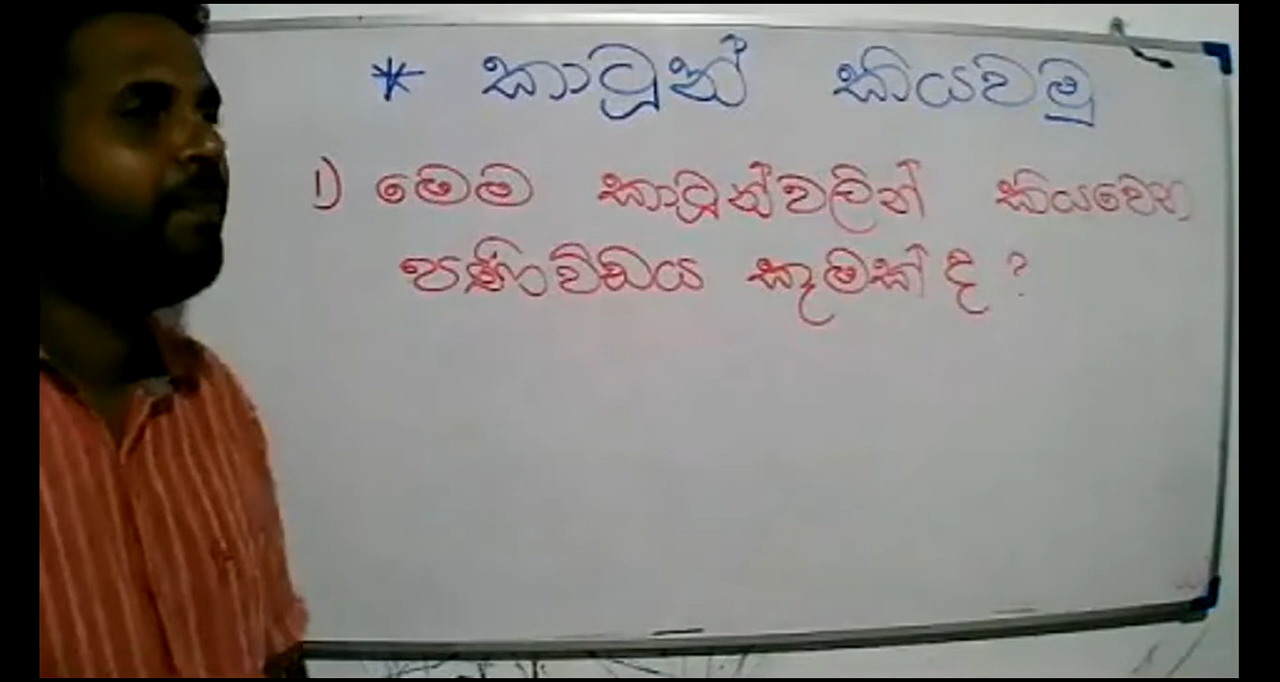 * කාටූන් කියවමු
1) මෙම කාටූන්වලින් කියවෙන
පණිවිඩය කුමක් ද ?